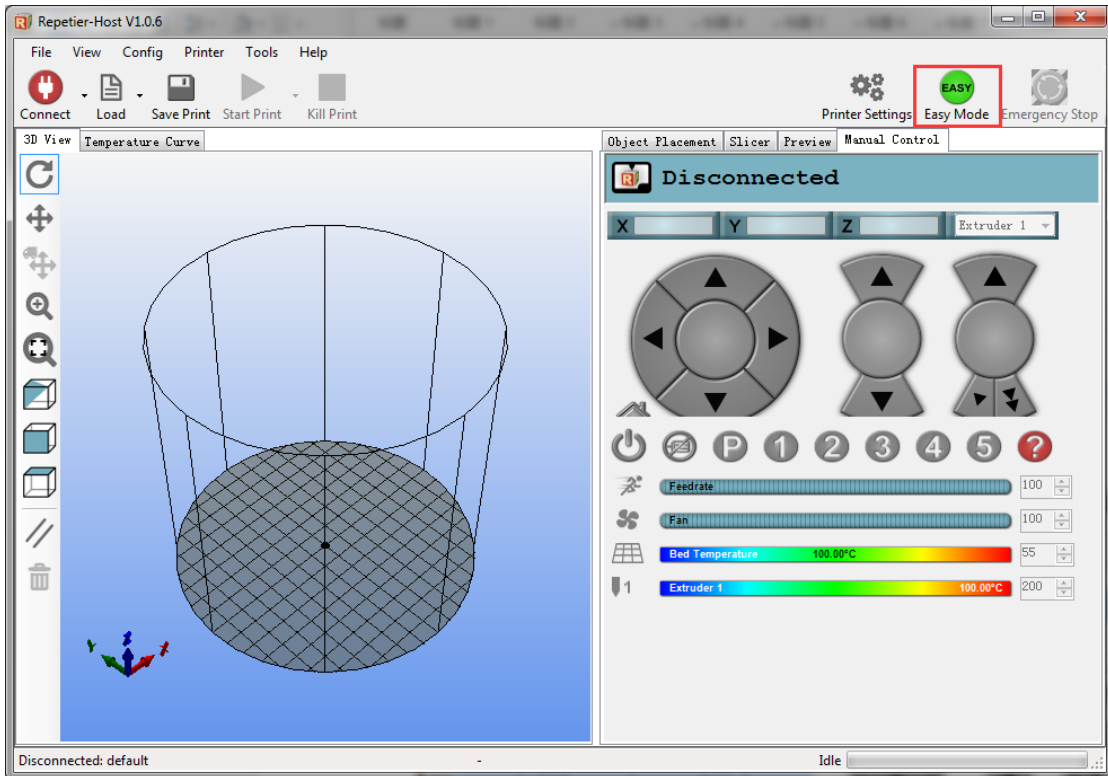 Repetier-Host V1.0.6
File View Config Printer Tools Help
Connect Load Save Print Start Print Kill Print Printer Settings EASY Easy Mode Emergency Stop
3D View Temperature Curve
Object Placement Slicer Preview Manual Control
Disconnected
X Y Z Extruder 1
P 1 2 3 4 5 ?
Feedrate 100
Fan 100
Bed Temperature 100.00°C 55
1 Extruder 1 100.00°C 200
Y Z X
Disconnected: default - Idle